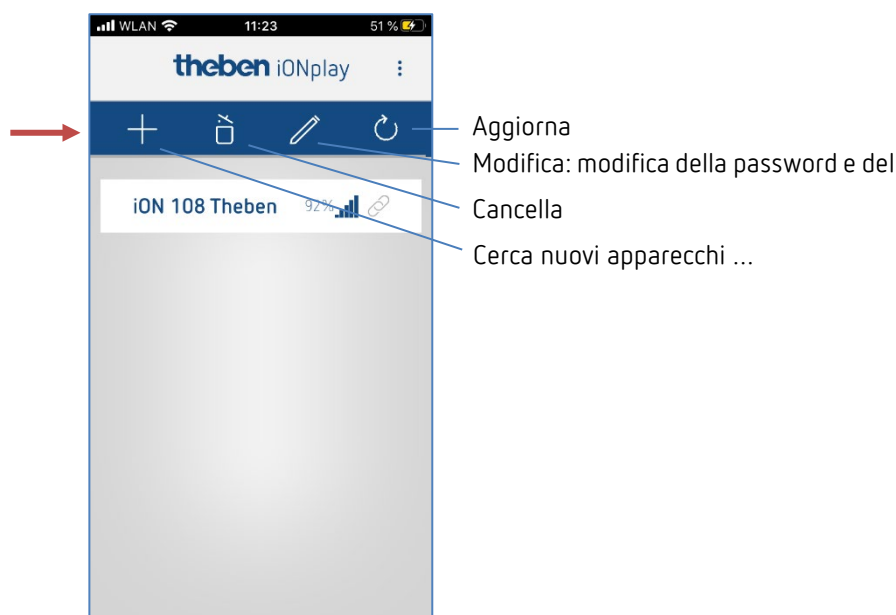 WLAN 11:23 51 %
theben iONplay
Aggiorna
Modifica: modifica della password e del
Cancella
Cerca nuovi apparecchi ...
iON 108 Theben 92%